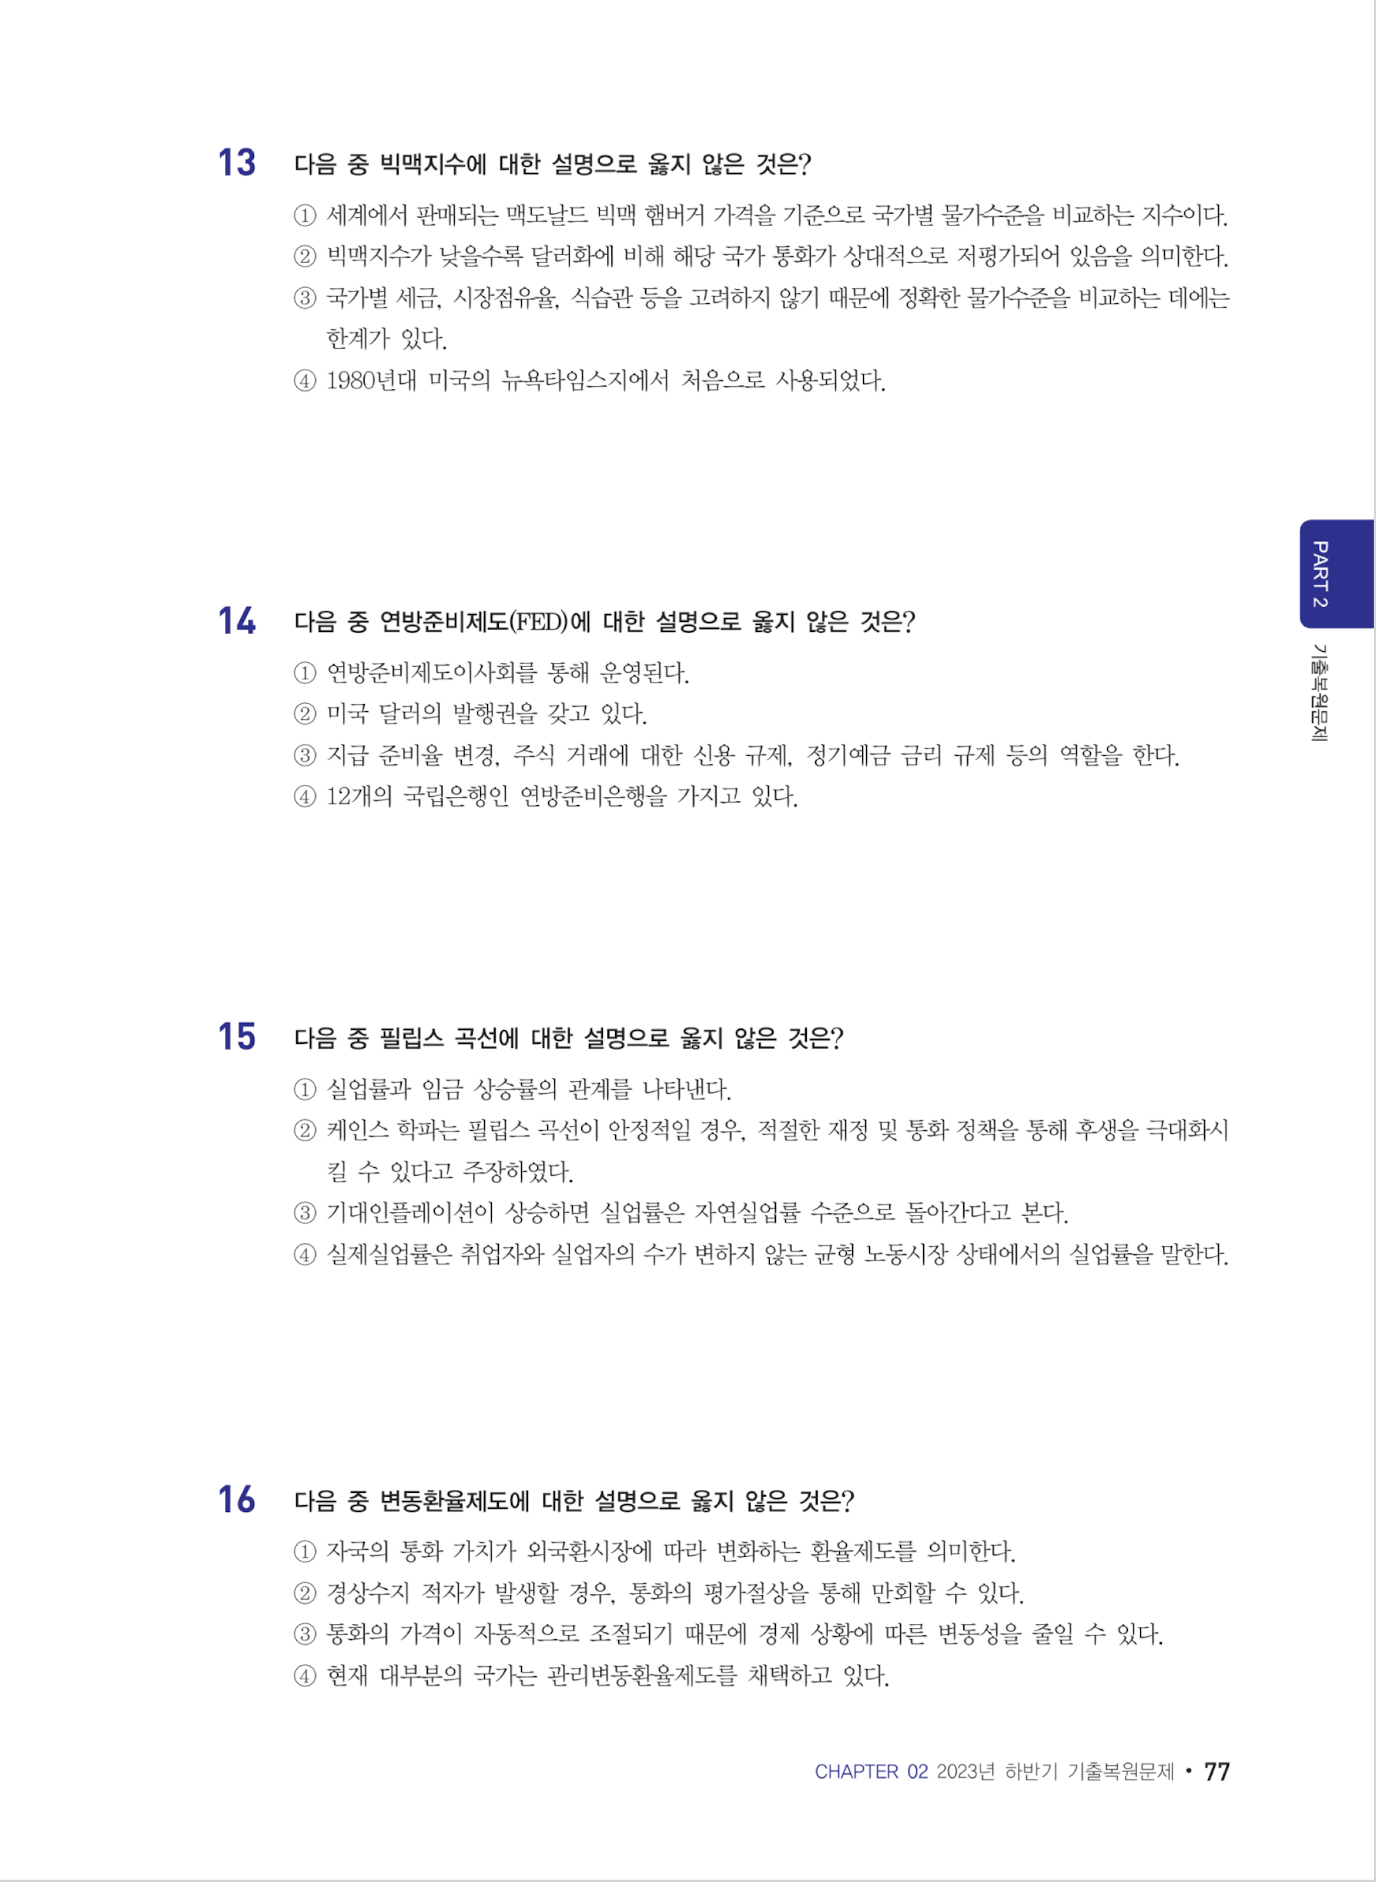 13 다음 중 빅맥지수에 대한 설명으로 옳지 않은 것은?
① 세계에서 판매되는 맥도날드 빅맥 햄버거 가격을 기준으로 국가별 물가수준을 비교하는 지수이다.
② 빅맥지수가 낮을수록 달러화에 비해 해당 국가 통화가 상대적으로 저평가되어 있음을 의미한다.
③ 국가별 세금, 시장점유율, 식습관 등을 고려하지 않기 때문에 정확한 물가수준을 비교하는 데에는
한계가 있다.
④ 1980년대 미국의 뉴욕타임스지에서 처음으로 사용되었다.
PART 2
기출복원문제
14 다음 중 연방준비제도(FED)에 대한 설명으로 옳지 않은 것은?
① 연방준비제도이사회를 통해 운영된다.
② 미국 달러의 발행권을 갖고 있다.
③ 지급 준비율 변경, 주식 거래에 대한 신용 규제, 정기예금 금리 규제 등의 역할을 한다.
④ 12개의 국립은행인 연방준비은행을 가지고 있다.
15 다음 중 필립스 곡선에 대한 설명으로 옳지 않은 것은?
① 실업률과 임금 상승률의 관계를 나타낸다.
② 케인스 학파는 필립스 곡선이 안정적일 경우, 적절한 재정 및 통화 정책을 통해 후생을 극대화시
킬 수 있다고 주장하였다.
③ 기대인플레이션이 상승하면 실업률은 자연실업률 수준으로 돌아간다고 본다.
④ 실제실업률은 취업자와 실업자의 수가 변하지 않는 균형 노동시장 상태에서의 실업률을 말한다.
16 다음 중 변동환율제도에 대한 설명으로 옳지 않은 것은?
① 자국의 통화 가치가 외국환시장에 따라 변화하는 환율제도를 의미한다.
② 경상수지 적자가 발생할 경우, 통화의 평가절상을 통해 만회할 수 있다.
③ 통화의 가격이 자동적으로 조절되기 때문에 경제 상황에 따른 변동성을 줄일 수 있다.
④ 현재 대부분의 국가는 관리변동환율제도를 채택하고 있다.
CHAPTER 02 2023년 하반기 기출복원문제 • 77